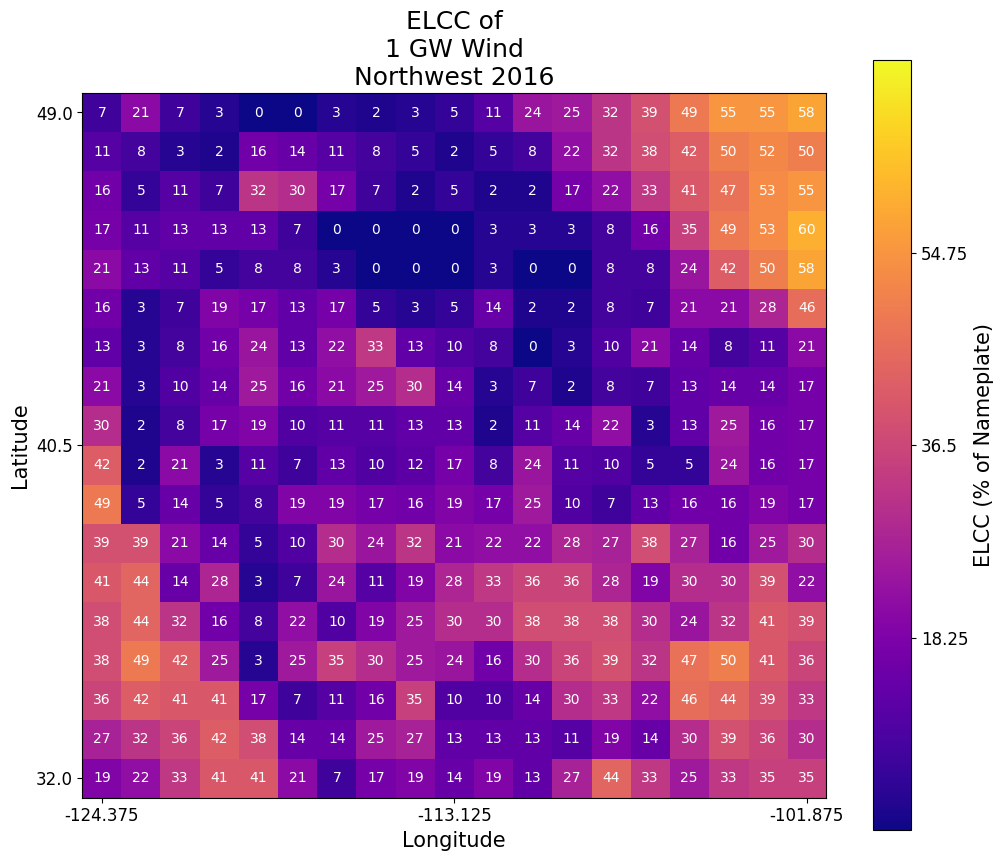 ELCC of
1 GW Wind
Northwest 2016
49.0 7 21 7 3 0 0 3 2 3 5 11 24 25 32 39 49 55 55 58
11 8 3 2 16 14 11 8 5 2 5 8 22 32 38 42 50 52 50
16 5 11 7 32 30 17 7 2 5 2 2 17 22 33 41 47 53 55
17 11 13 13 13 7 0 0 0 0 3 3 3 8 16 35 49 53 60
21 13 11 5 8 8 3 0 0 0 3 0 0 8 8 24 42 50 58
16 3 7 19 17 13 17 5 3 5 14 2 2 8 7 21 21 28 46
13 3 8 16 24 13 22 33 13 10 8 0 3 10 21 14 8 11 21
21 3 10 14 25 16 21 25 30 14 3 7 2 8 7 13 14 14 17
40.5 30 2 8 17 19 10 11 11 13 13 2 11 14 22 3 13 25 16 17
42 2 21 3 11 7 13 10 12 17 8 24 11 10 5 5 24 16 17
49 5 14 5 8 19 19 17 16 19 17 25 10 7 13 16 16 19 17
39 39 21 14 5 10 30 24 32 21 22 22 28 27 38 27 16 25 30
41 44 14 28 3 7 24 11 19 28 33 36 36 28 19 30 30 39 22
38 44 32 16 8 22 10 19 25 30 30 38 38 38 30 24 32 41 39
38 49 42 25 3 25 35 30 25 24 16 30 36 39 32 47 50 41 36
36 42 41 41 17 7 11 16 35 10 10 14 30 33 22 46 44 39 33
27 32 36 42 38 14 14 25 27 13 13 13 11 19 14 30 39 36 30
32.0 19 22 33 41 41 21 7 17 19 14 19 13 27 44 33 25 33 35 35
-124.375 -113.125 -101.875
Longitude
Latitude
54.75
36.5
18.25
ELCC (% of Nameplate)